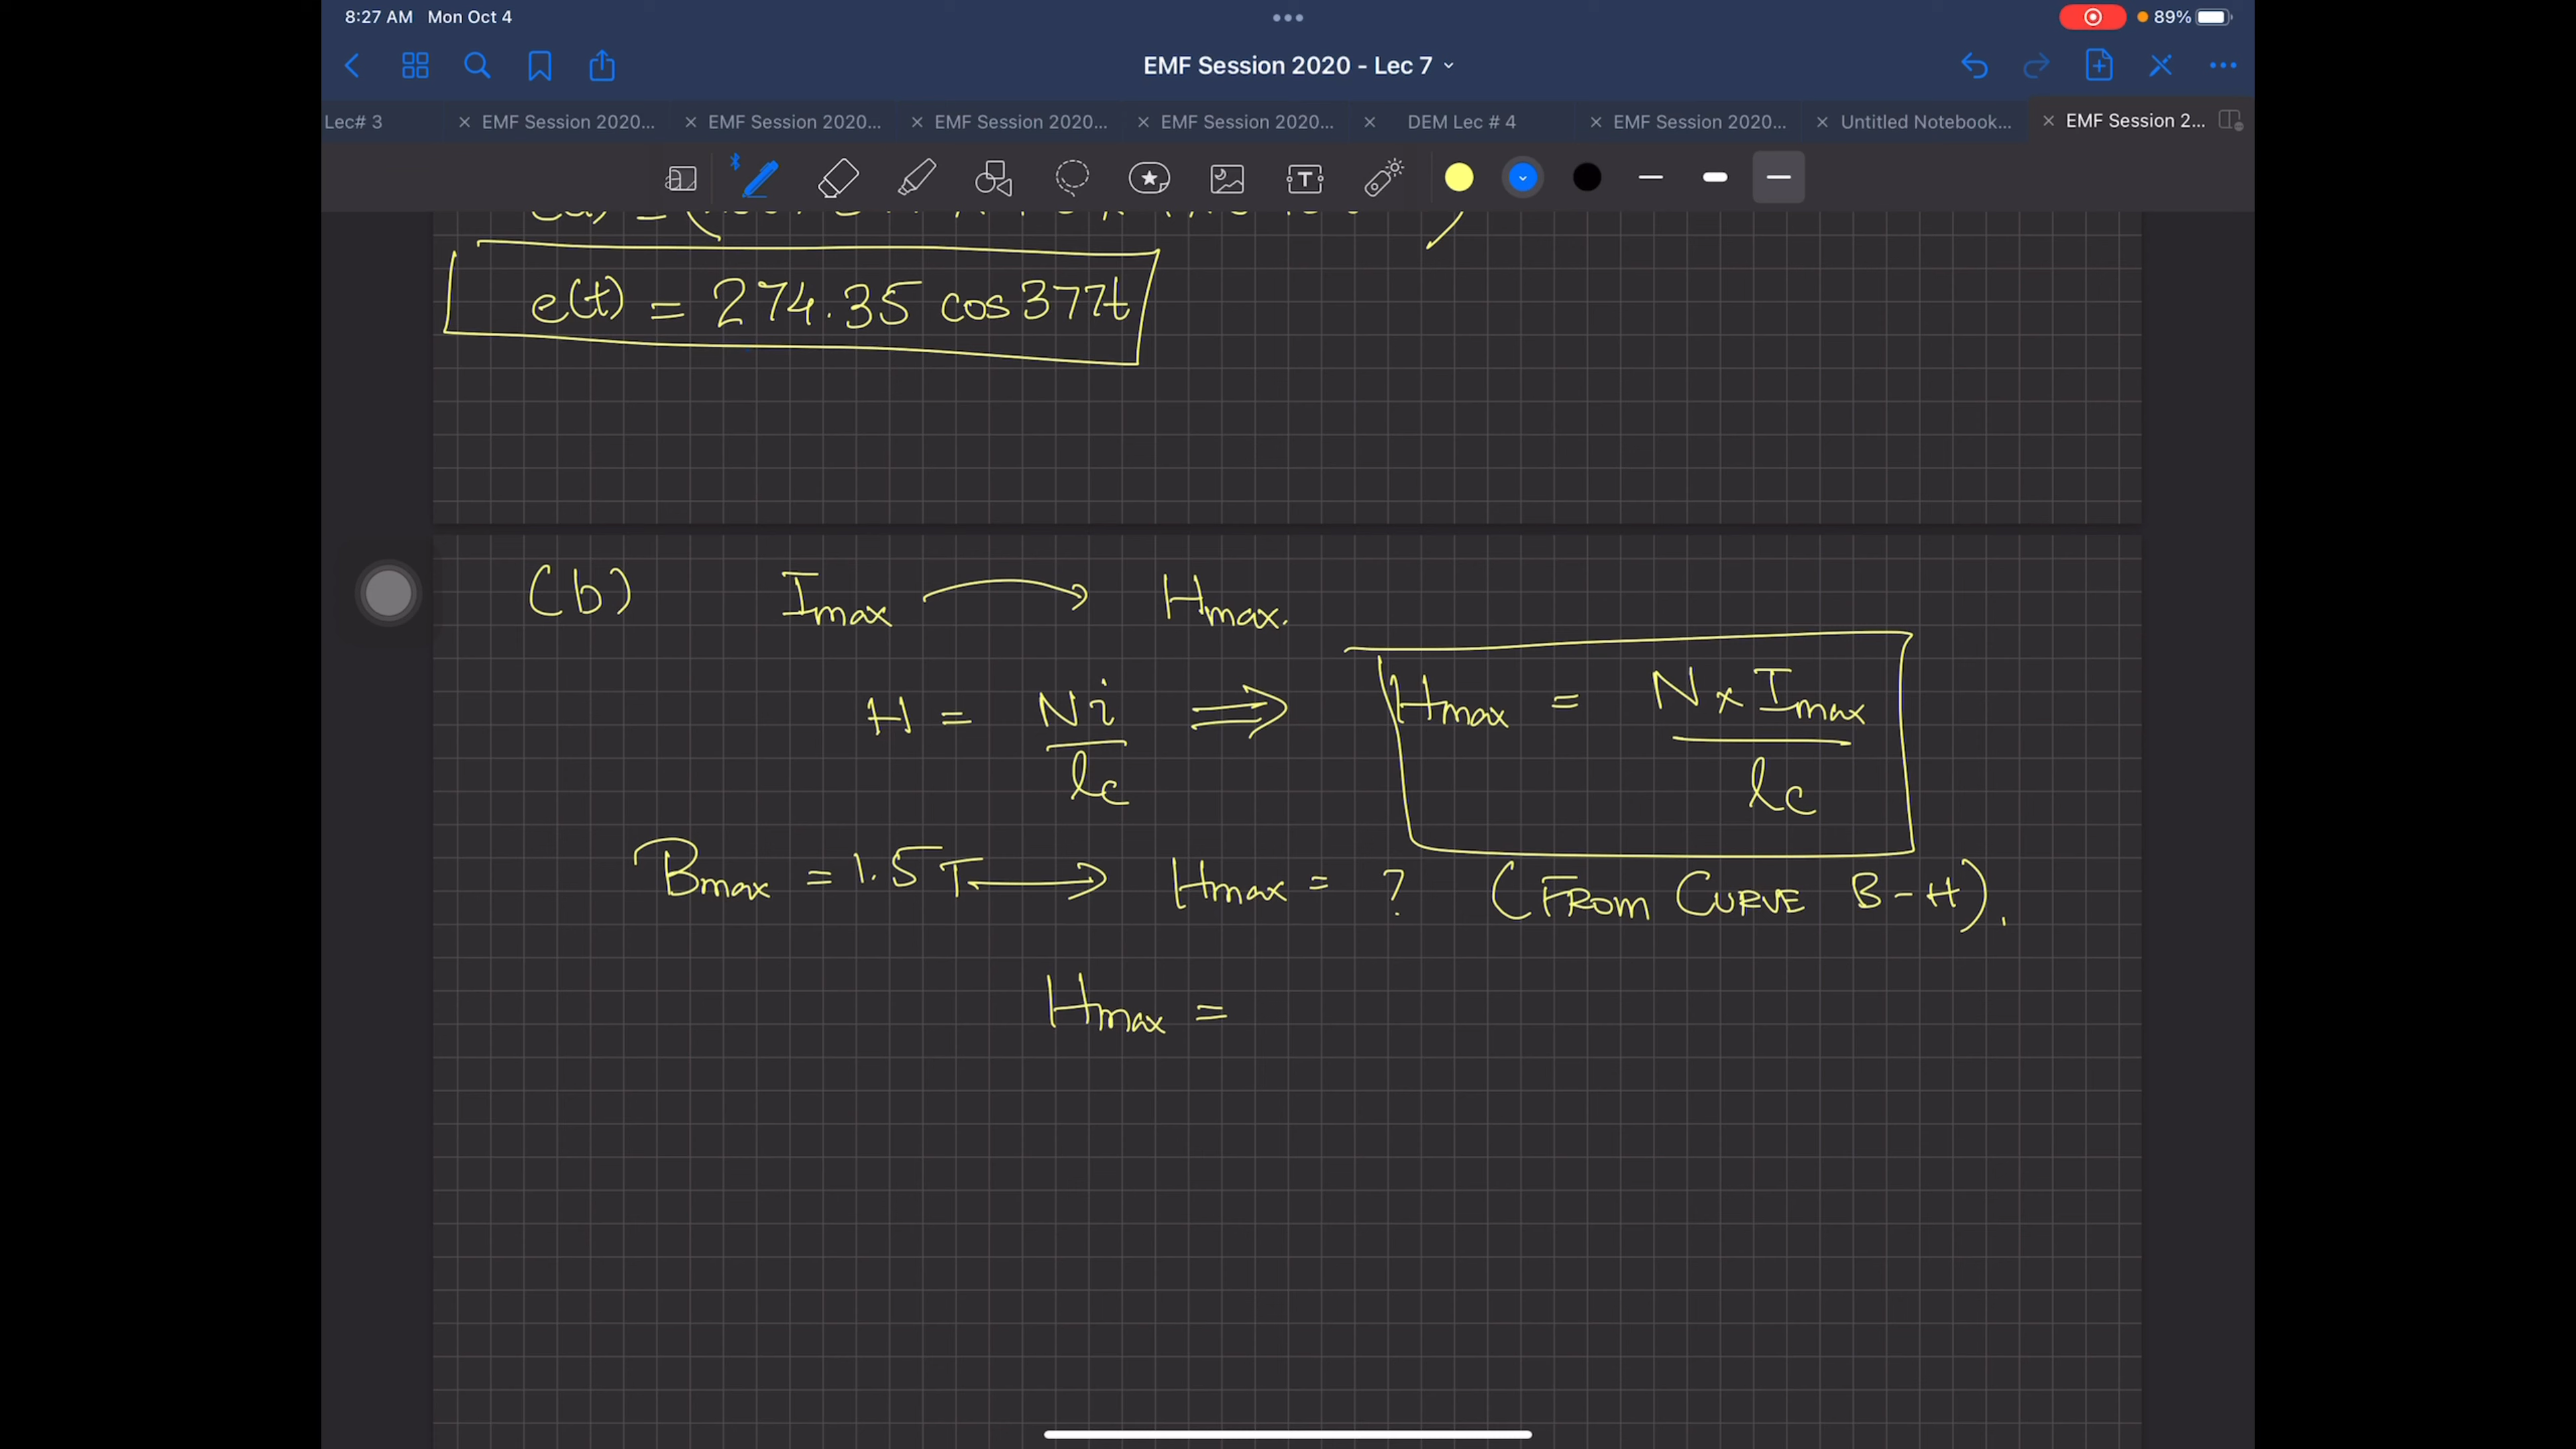 8:27 AM Mon Oct 4
89%
EMF Session 2020 - Lec 7
Lec# 3
EMF Session 2020...
EMF Session 2020...
EMF Session 2020...
EMF Session 2020...
DEM Lec # 4
EMF Session 2020...
Untitled Notebook...
EMF Session 2...
e(t) = 274.35 cos377t
(b) Imax → Hmax.
H = Ni / lc ⟹ Hmax = N × Imax / lc
Bmax = 1.5 T → Hmax = ? (FROM CURVE B - H).
Hmax =